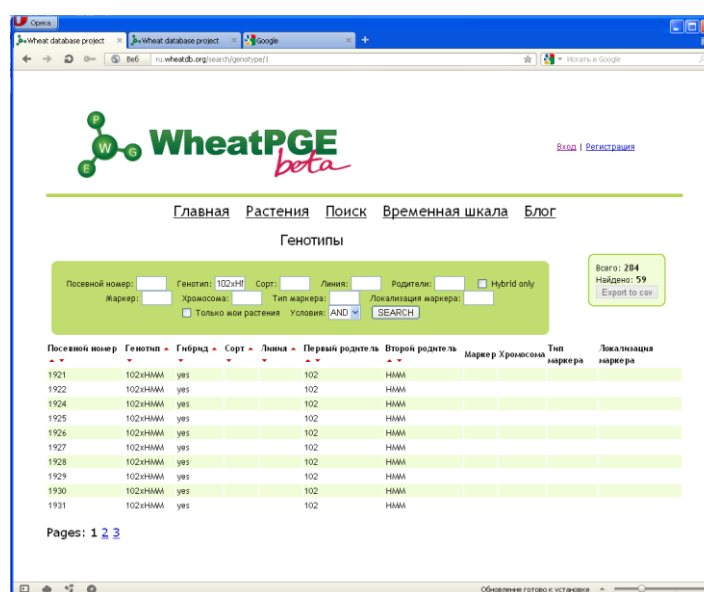 Opera
Wheat database project × Wheat database project × Google × +
Веб ru.wheatdb.org/search/genotype/1 Искать в Google
P W G E WheatPGE beta
Вход | Регистрация
Главная Растения Поиск Временная шкала Блог
Генотипы
Посевной номер: Генотип: 102xHM Сорт: Линия: Родители: Hybrid only
Маркер: Хромосома: Тип маркера: Локализация маркера:
Только мои растения Условия: AND SEARCH
Всего: 284
Найдено: 59
Export to csv
Посевной номер Генотип Гибрид Сорт Линия Первый родитель Второй родитель Маркер Хромосома Тип маркера Локализация маркера
1921 102xHMM yes 102 HMM
1922 102xHMM yes 102 HMM
1924 102xHMM yes 102 HMM
1925 102xHMM yes 102 HMM
1926 102xHMM yes 102 HMM
1927 102xHMM yes 102 HMM
1928 102xHMM yes 102 HMM
1929 102xHMM yes 102 HMM
1930 102xHMM yes 102 HMM
1931 102xHMM yes 102 HMM
Pages: 1 2 3
Обновление готово к установке